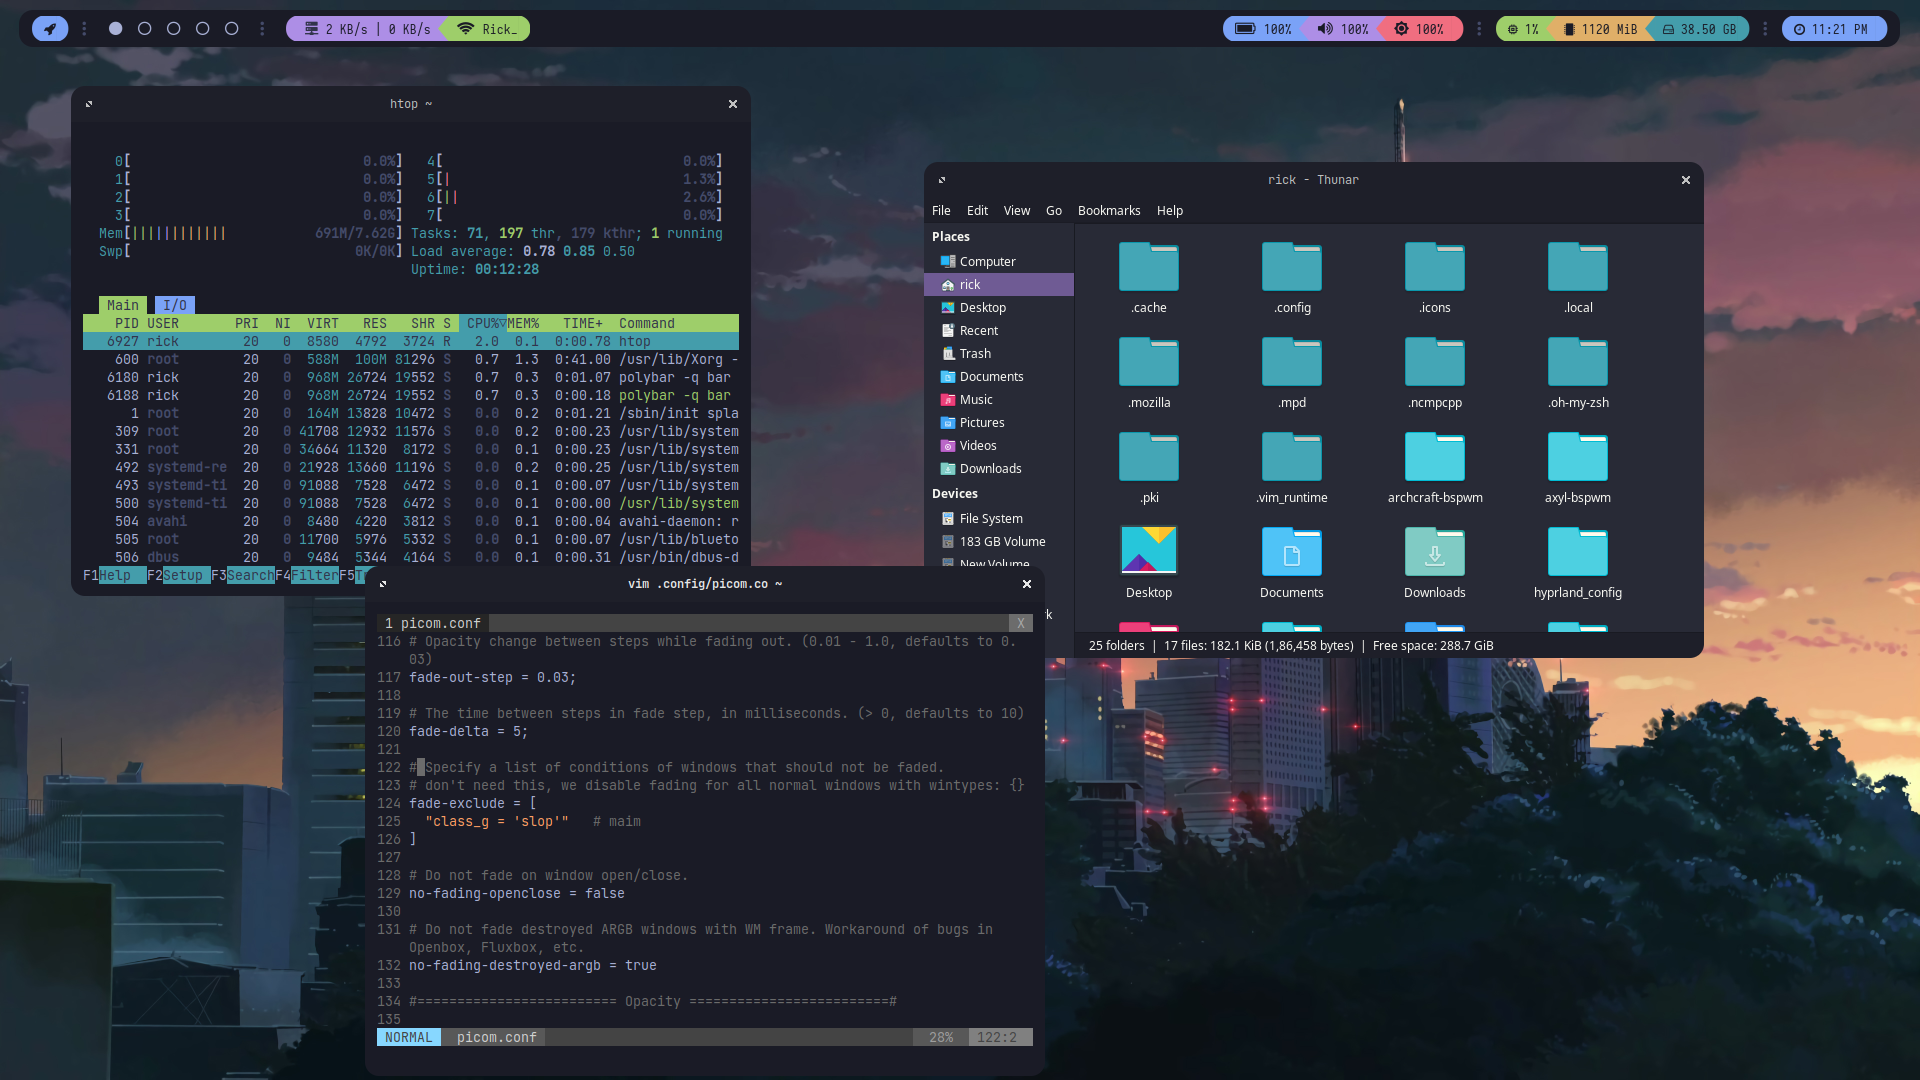 2 KB/s | 0 KB/s Rick_ 100% 100% 100% 1% 1120 MiB 38.50 GB 11:21 PM
htop ~
0[ 0.0%] 4[ 0.0%]
1[ 0.0%] 5[| 1.3%]
2[ 0.0%] 6[|| 2.6%]
3[ 0.0%] 7[ 0.0%]
Mem[|||||||||||| 691M/7.62G] Tasks: 71, 197 thr, 179 kthr; 1 running
Swp[ 0K/0K] Load average: 0.78 0.85 0.50
Uptime: 00:12:28
Main I/O
PID USER PRI NI VIRT RES SHR S CPU%▽MEM% TIME+ Command
6927 rick 20 0 8580 4792 3724 R 2.0 0.1 0:00.78 htop
600 root 20 0 588M 100M 81296 S 0.7 1.3 0:41.00 /usr/lib/Xorg -
6180 rick 20 0 968M 26724 19552 S 0.7 0.3 0:01.07 polybar -q bar
6188 rick 20 0 968M 26724 19552 S 0.7 0.3 0:00.18 polybar -q bar
1 root 20 0 164M 13828 10472 S 0.0 0.2 0:01.21 /sbin/init spla
309 root 20 0 41708 12932 11576 S 0.0 0.2 0:00.23 /usr/lib/system
331 root 20 0 34664 11320 8172 S 0.0 0.1 0:00.23 /usr/lib/system
492 systemd-re 20 0 21928 13660 11196 S 0.0 0.2 0:00.25 /usr/lib/system
493 systemd-ti 20 0 91088 7528 6472 S 0.0 0.1 0:00.07 /usr/lib/system
500 systemd-ti 20 0 91088 7528 6472 S 0.0 0.1 0:00.00 /usr/lib/system
504 avahi 20 0 8480 4220 3812 S 0.0 0.1 0:00.04 avahi-daemon: r
505 root 20 0 11700 5976 5332 S 0.0 0.1 0:00.07 /usr/lib/blueto
506 dbus 20 0 9484 5344 4164 S 0.0 0.1 0:00.31 /usr/bin/dbus-d
F1Help F2Setup F3SearchF4FilterF5T
rick - Thunar
File Edit View Go Bookmarks Help
Places
Computer
rick
Desktop
Recent
Trash
Documents
Music
Pictures
Videos
Downloads
Devices
File System
183 GB Volume
New Volume
k
.cache .config .icons .local
.mozilla .mpd .ncmpcpp .oh-my-zsh
.pki .vim_runtime archcraft-bspwm axyl-bspwm
Desktop Documents Downloads hyprland_config
25 folders | 17 files: 182.1 KiB (1,86,458 bytes) | Free space: 288.7 GiB
vim .config/picom.co ~
1 picom.conf X
116 # Opacity change between steps while fading out. (0.01 - 1.0, defaults to 0.
03)
117 fade-out-step = 0.03;
118
119 # The time between steps in fade step, in milliseconds. (> 0, defaults to 10)
120 fade-delta = 5;
121
122 # Specify a list of conditions of windows that should not be faded.
123 # don't need this, we disable fading for all normal windows with wintypes: {}
124 fade-exclude = [
125 "class_g = 'slop'" # maim
126 ]
127
128 # Do not fade on window open/close.
129 no-fading-openclose = false
130
131 # Do not fade destroyed ARGB windows with WM frame. Workaround of bugs in
Openbox, Fluxbox, etc.
132 no-fading-destroyed-argb = true
133
134 #========================= Opacity =========================#
135
NORMAL picom.conf 28% 122:2